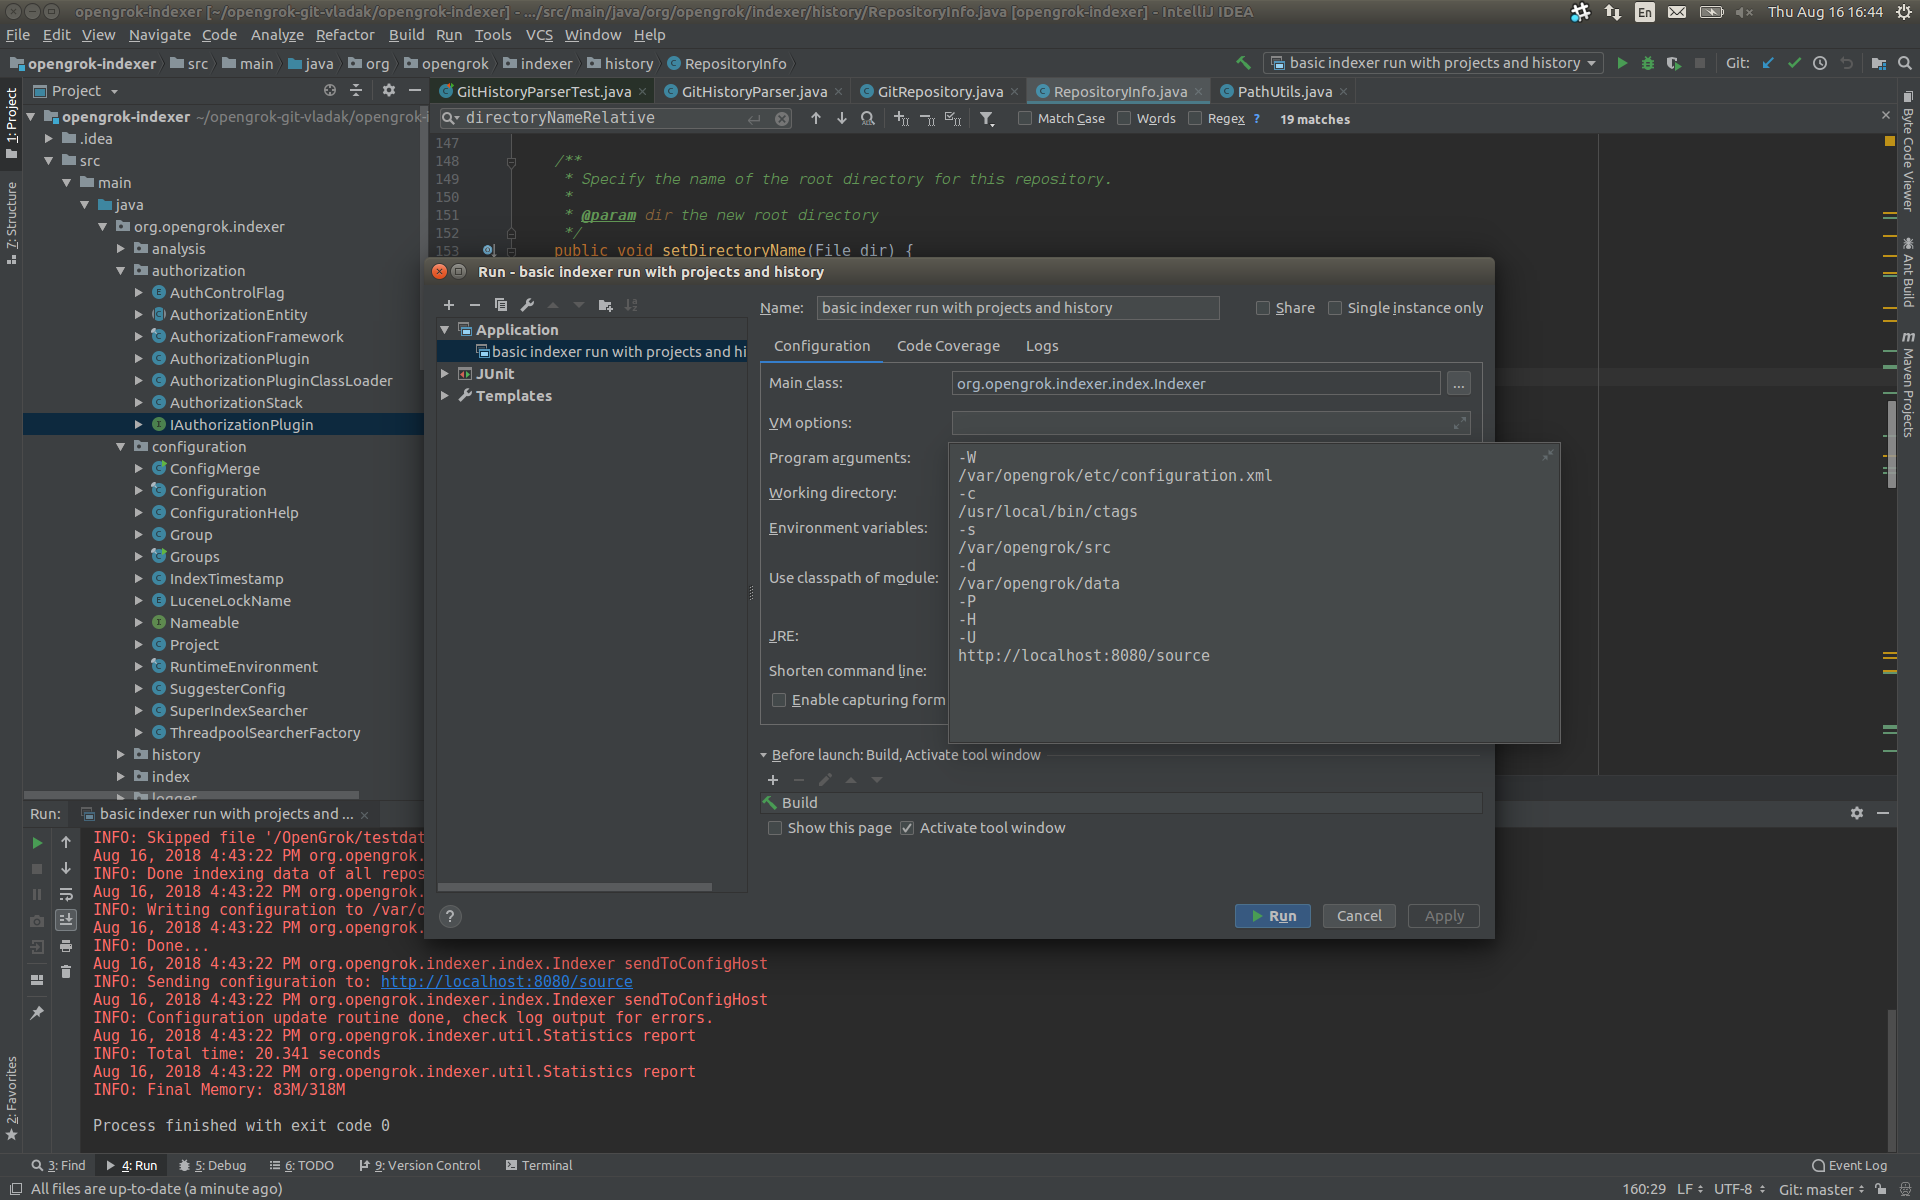 opengrok-indexer [~/opengrok-git-vladak/opengrok-indexer] - .../src/main/java/org/opengrok/indexer/history/RepositoryInfo.java [opengrok-indexer] - IntelliJ IDEA
En
Thu Aug 16 16:44
File Edit View Navigate Code Analyze Refactor Build Run Tools VCS Window Help
opengrok-indexer src main java org opengrok indexer history RepositoryInfo
basic indexer run with projects and history
Git:
1: Project
7: Structure
2: Favorites
Project
opengrok-indexer ~/opengrok-git-vladak/opengrok-i
.idea
src
main
java
org.opengrok.indexer
analysis
authorization
AuthControlFlag
AuthorizationEntity
AuthorizationFramework
AuthorizationPlugin
AuthorizationPluginClassLoader
AuthorizationStack
IAuthorizationPlugin
configuration
ConfigMerge
Configuration
ConfigurationHelp
Group
Groups
IndexTimestamp
LuceneLockName
Nameable
Project
RuntimeEnvironment
SuggesterConfig
SuperIndexSearcher
ThreadpoolSearcherFactory
history
index
logger
GitHistoryParserTest.java GitHistoryParser.java GitRepository.java RepositoryInfo.java PathUtils.java
directoryNameRelative
Match Case Words Regex ? 19 matches
147
148 /**
149 * Specify the name of the root directory for this repository.
150 *
151 * @param dir the new root directory
152 */
153 public void setDirectoryName(File dir) {
Byte Code Viewer
Ant Build
Maven Projects
Run - basic indexer run with projects and history
Application
basic indexer run with projects and hi
JUnit
Templates
Name: basic indexer run with projects and history
Share Single instance only
Configuration Code Coverage Logs
Main class: org.opengrok.indexer.index.Indexer ...
VM options:
Program arguments:
Working directory:
Environment variables:
Use classpath of module:
JRE:
Shorten command line:
Enable capturing form
-W
/var/opengrok/etc/configuration.xml
-c
/usr/local/bin/ctags
-s
/var/opengrok/src
-d
/var/opengrok/data
-P
-H
-U
http://localhost:8080/source
Before launch: Build, Activate tool window
Build
Show this page Activate tool window
? Run Cancel Apply
Run: basic indexer run with projects and ...
INFO: Skipped file '/OpenGrok/testdat
Aug 16, 2018 4:43:22 PM org.opengrok.
INFO: Done indexing data of all repos
Aug 16, 2018 4:43:22 PM org.opengrok.
INFO: Writing configuration to /var/o
Aug 16, 2018 4:43:22 PM org.opengrok.
INFO: Done...
Aug 16, 2018 4:43:22 PM org.opengrok.indexer.index.Indexer sendToConfigHost
INFO: Sending configuration to: http://localhost:8080/source
Aug 16, 2018 4:43:22 PM org.opengrok.indexer.index.Indexer sendToConfigHost
INFO: Configuration update routine done, check log output for errors.
Aug 16, 2018 4:43:22 PM org.opengrok.indexer.util.Statistics report
INFO: Total time: 20.341 seconds
Aug 16, 2018 4:43:22 PM org.opengrok.indexer.util.Statistics report
INFO: Final Memory: 83M/318M
Process finished with exit code 0
3: Find 4: Run 5: Debug 6: TODO 9: Version Control Terminal Event Log
All files are up-to-date (a minute ago) 160:29 LF UTF-8 Git: master